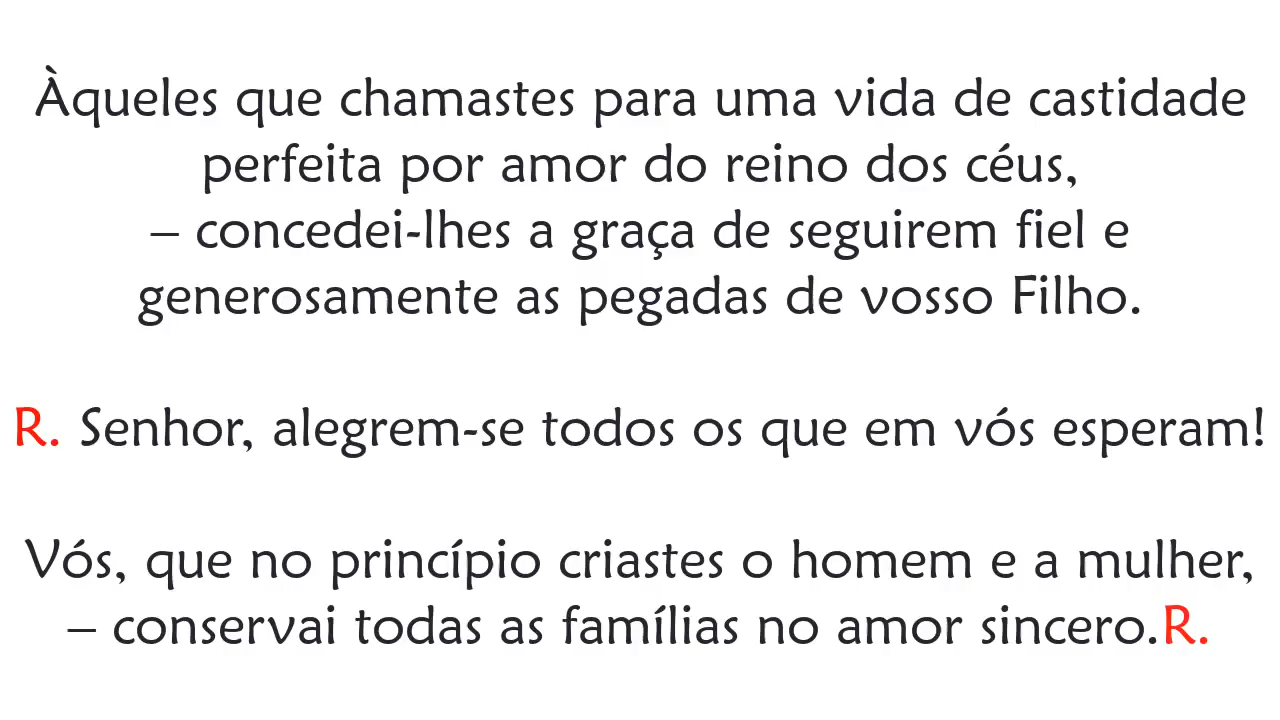 Àqueles que chamastes para uma vida de castidade
perfeita por amor do reino dos céus,
– concedei-lhes a graça de seguirem fiel e
generosamente as pegadas de vosso Filho.
R. Senhor, alegrem-se todos os que em vós esperam!
Vós, que no princípio criastes o homem e a mulher,
– conservai todas as famílias no amor sincero.R.